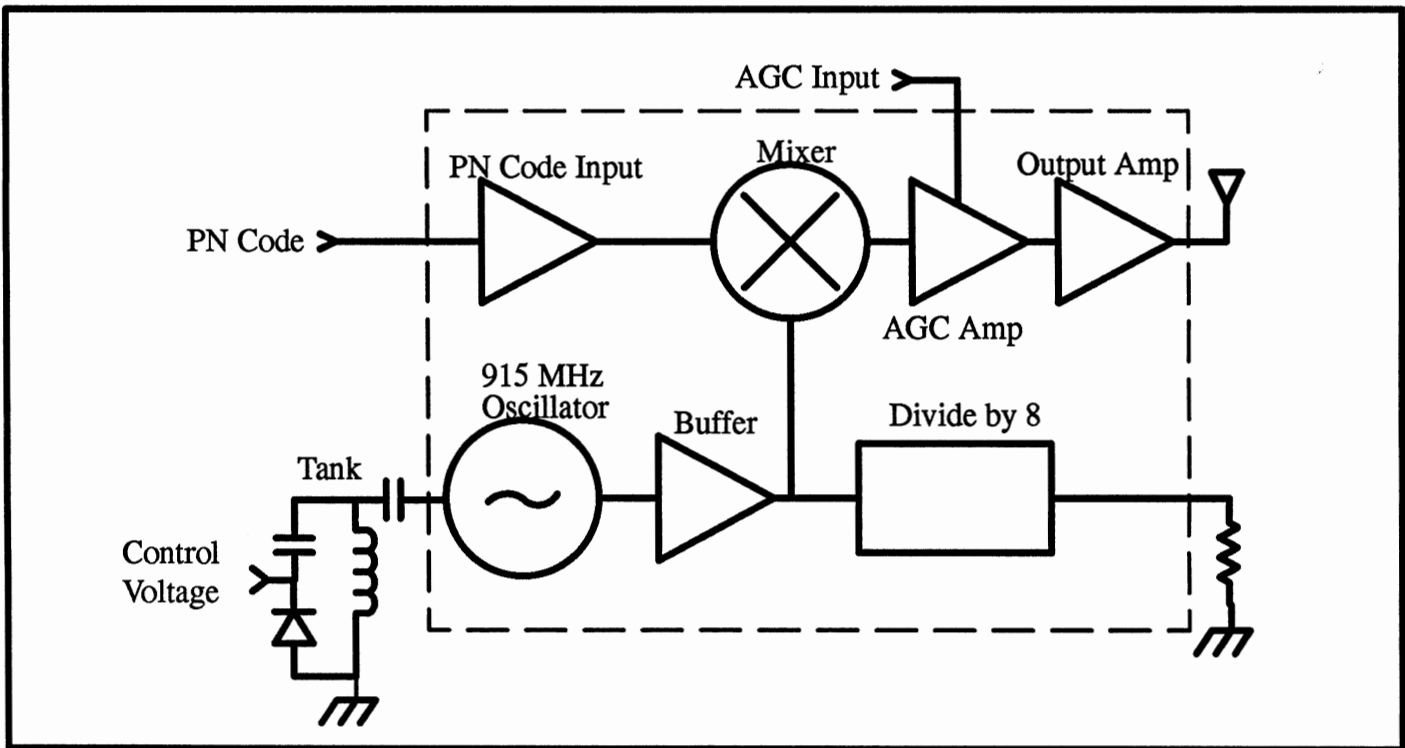 AGC Input
Mixer
PN Code Input
Output Amp
PN Code
AGC Amp
915 MHz
Oscillator
Buffer
Divide by 8
Tank
Control
Voltage